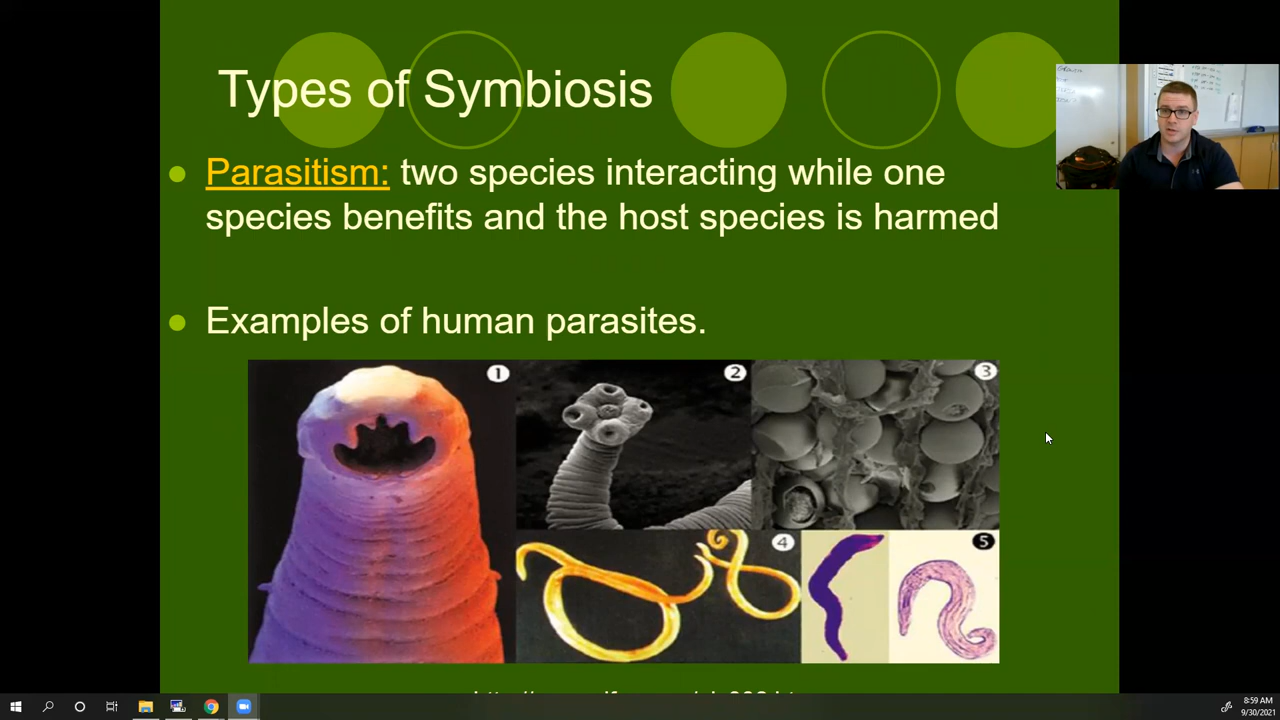 Types of Symbiosis
Parasitism: two species interacting while one
species benefits and the host species is harmed
Examples of human parasites.
1
2
3
4
5
8:59 AM
9/30/2021